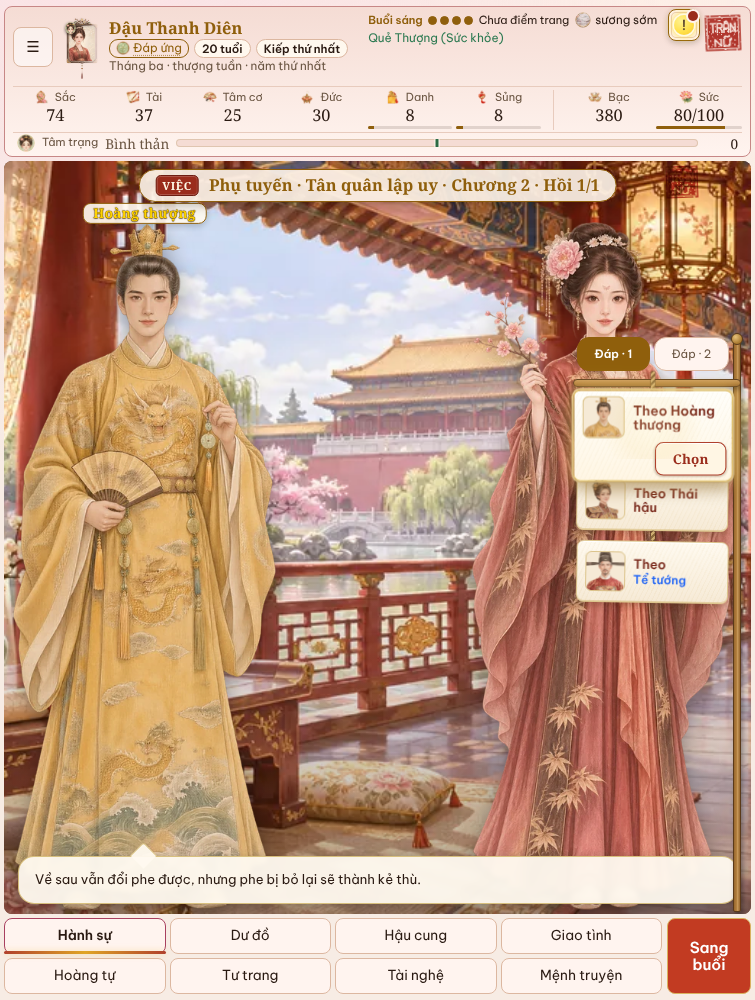 Đậu Thanh Diên
Đáp ứng
20 tuổi
Kiếp thứ nhất
Tháng ba · thượng tuần · năm thứ nhất
Buổi sáng
Chưa điểm trang
sương sớm
Quẻ Thượng (Sức khỏe)
!
TRÂN NỮ
Sắc
74
Tài
37
Tâm cơ
25
Đức
30
Danh
8
Sủng
8
Bạc
380
Sức
80/100
Tâm trạng
Bình thản
0
VIỆC
Phụ tuyến · Tân quân lập uy · Chương 2 · Hồi 1/1
Hoàng thượng
Đáp · 1
Đáp · 2
Theo Hoàng
thượng
Chọn
Theo Thái
hậu
Theo
Tể tướng
Về sau vẫn đổi phe được, nhưng phe bị bỏ lại sẽ thành kẻ thù.
Hành sự
Dư đồ
Hậu cung
Giao tình
Sang
buổi
Hoàng tự
Tư trang
Tài nghệ
Mệnh truyện